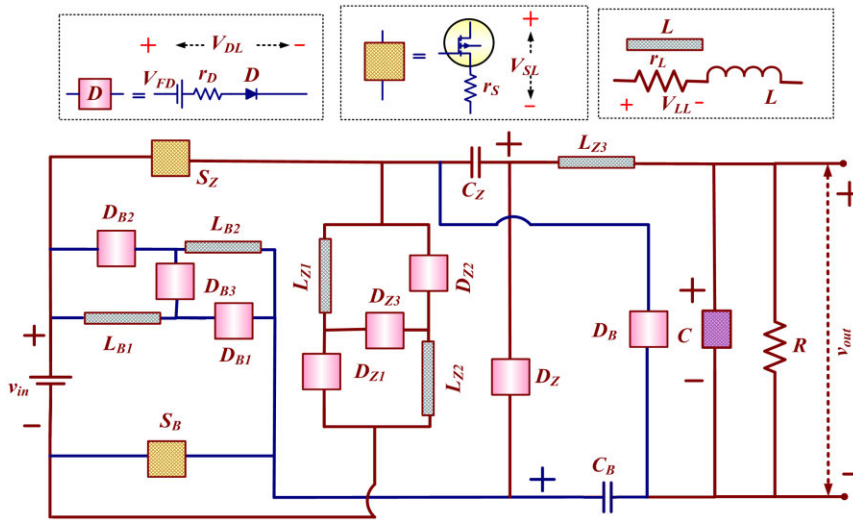 + V_DL −
V_FD r_D D
D =
=
+ V_SL −
r_S
L
r_L
+ V_LL − L
S_Z
C_Z + L_Z3
D_B2 L_B2
L_Z1 D_Z2
D_B3 D_Z3
L_B1 D_B1
D_B + C R + v_out
+ v_in − D_Z1 L_Z2 D_Z −
S_B
+ C_B −